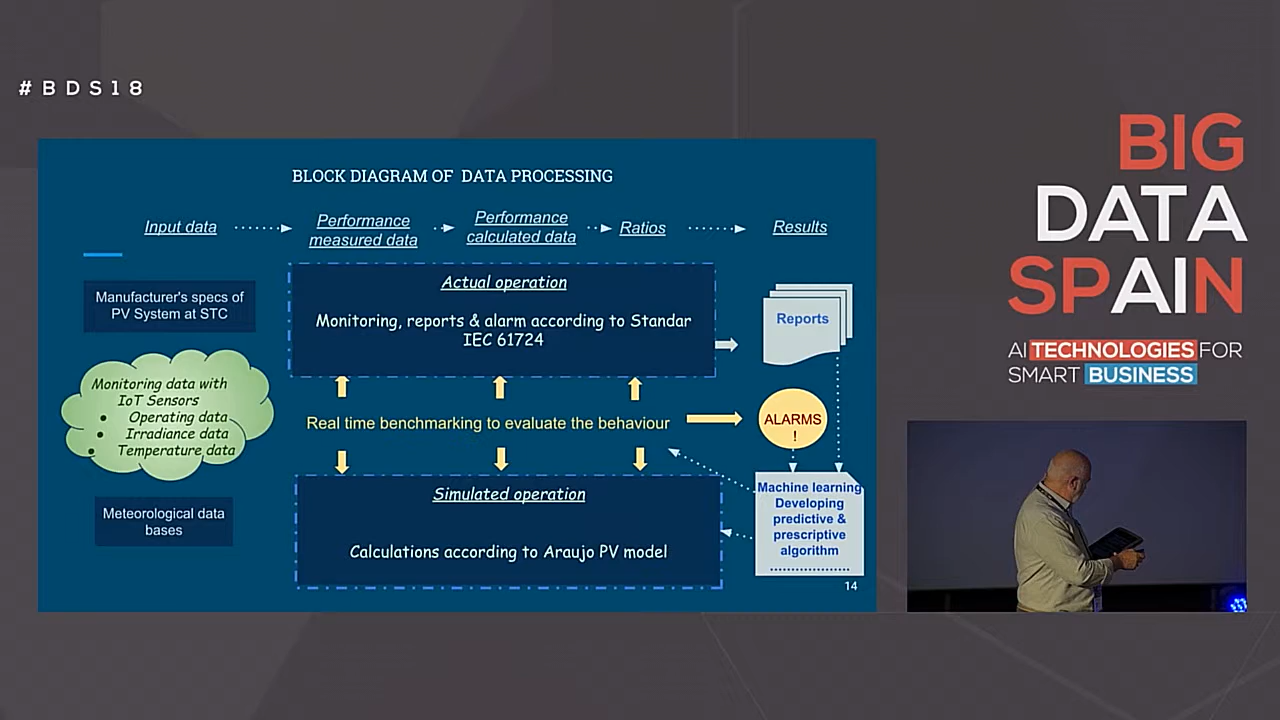 #BDS18
BIG
DATA
SPAIN
AI TECHNOLOGIES FOR
SMART BUSINESS
BLOCK DIAGRAM OF DATA PROCESSING
Input data
Performance
measured data
Performance
calculated data
Ratios
Results
Manufacturer's specs of
PV System at STC
Monitoring data with
IoT Sensors
• Operating data
• Irradiance data
• Temperature data
Meteorological data
bases
Actual operation
Monitoring, reports & alarm according to Standar
IEC 61724
Real time benchmarking to evaluate the behaviour
Simulated operation
Calculations according to Araujo PV model
Reports
ALARMS
!
Machine learning
Developing
predictive &
prescriptive
algorithm
....................
14